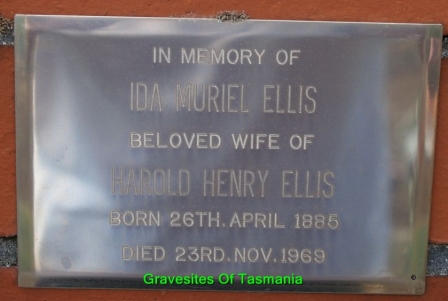 IN MEMORY OF
IDA MURIEL ELLIS
BELOVED WIFE OF
HAROLD HENRY ELLIS
BORN 26TH. APRIL 1885
DIED 23RD. NOV. 1969
Gravesites Of Tasmania